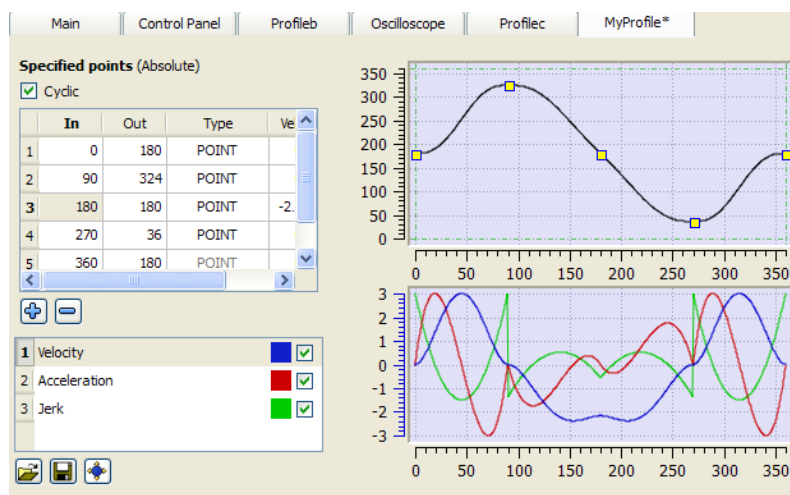 Main Control Panel Profileb Oscilloscope Profilec MyProfile*
Specified points (Absolute)
Cyclic
In Out Type Ve
1 0 180 POINT
2 90 324 POINT
3 180 180 POINT -2.
4 270 36 POINT
5 360 180 POINT
1 Velocity
2 Acceleration
3 Jerk
350
300
250
200
150
100
50
0
0 50 100 150 200 250 300 350
3
2
1
0
-1
-2
-3
0 50 100 150 200 250 300 350